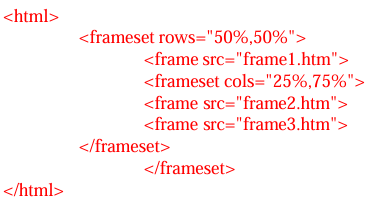 <html>
<frameset rows="50%,50%">
<frame src="frame1.htm">
<frameset cols="25%,75%">
<frame src="frame2.htm">
<frame src="frame3.htm">
</frameset>
</frameset>
</html>